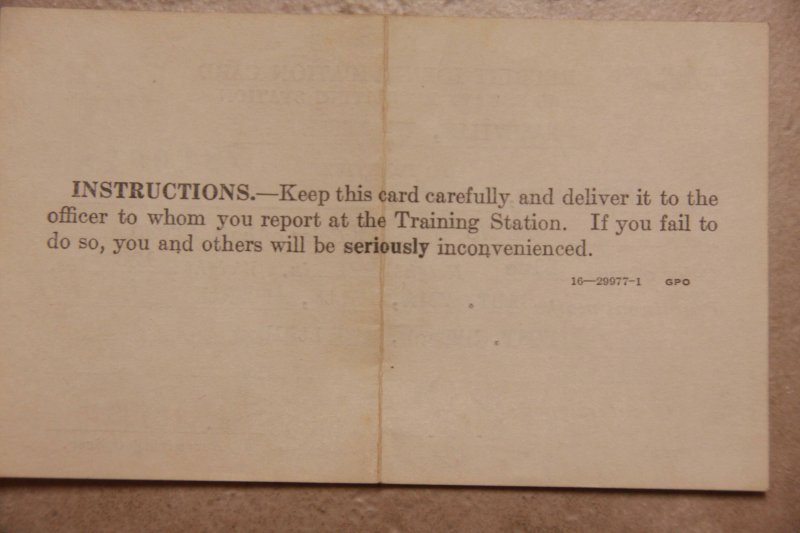 INSTRUCTIONS.—Keep this card carefully and deliver it to the
officer to whom you report at the Training Station. If you fail to
do so, you and others will be seriously inconvenienced.
16—29977-1 GPO